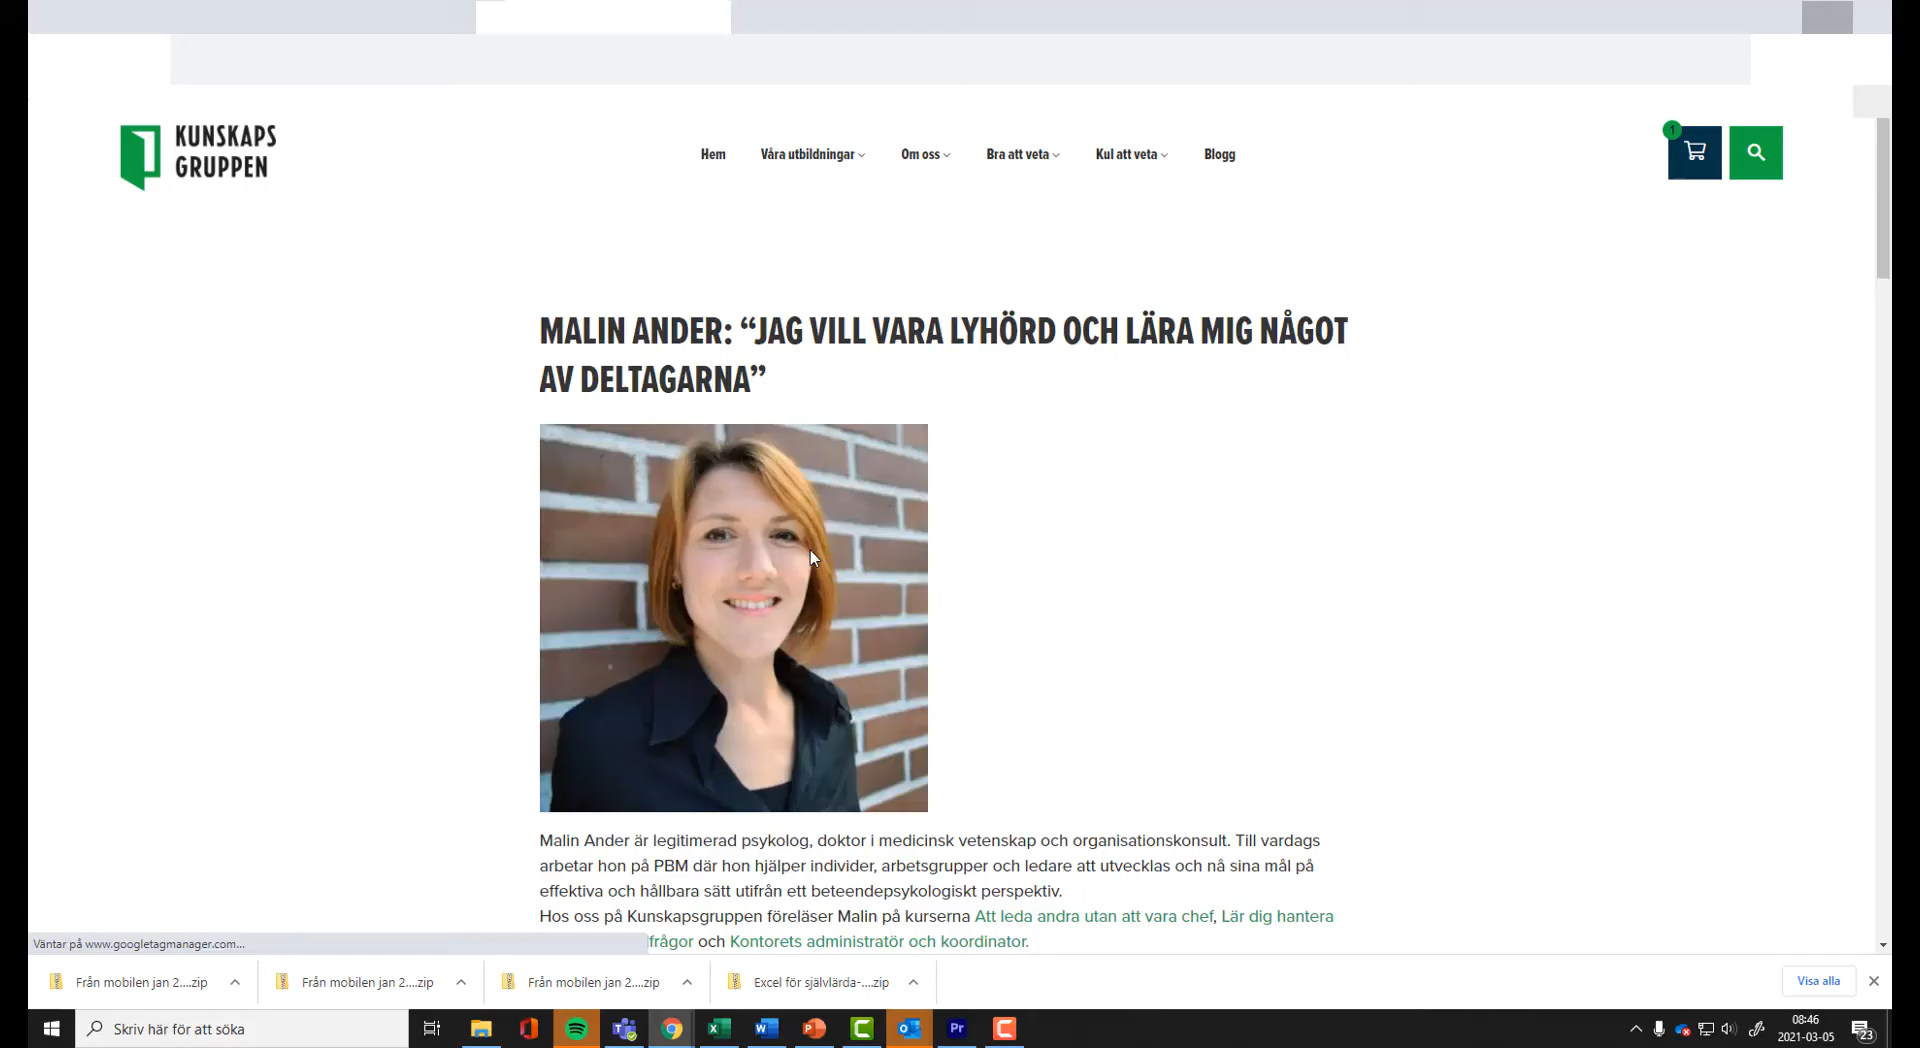 KUNSKAPS
GRUPPEN
Hem Våra utbildningar Om oss Bra att veta Kul att veta Blogg
1
MALIN ANDER: “JAG VILL VARA LYHÖRD OCH LÄRA MIG NÅGOT
AV DELTAGARNA”
Malin Ander är legitimerad psykolog, doktor i medicinsk vetenskap och organisationskonsult. Till vardags
arbetar hon på PBM där hon hjälper individer, arbetsgrupper och ledare att utvecklas och nå sina mål på
effektiva och hållbara sätt utifrån ett beteendepsykologiskt perspektiv.
Hos oss på Kunskapsgruppen föreläser Malin på kurserna Att leda andra utan att vara chef, Lär dig hantera
frågor och Kontorets administratör och koordinator.
Väntar på www.googletagmanager.com...
Från mobilen jan 2....zip Från mobilen jan 2....zip Från mobilen jan 2....zip Excel för självlärda-....zip Visa alla
Skriv här för att söka
08:46
2021-03-05
23